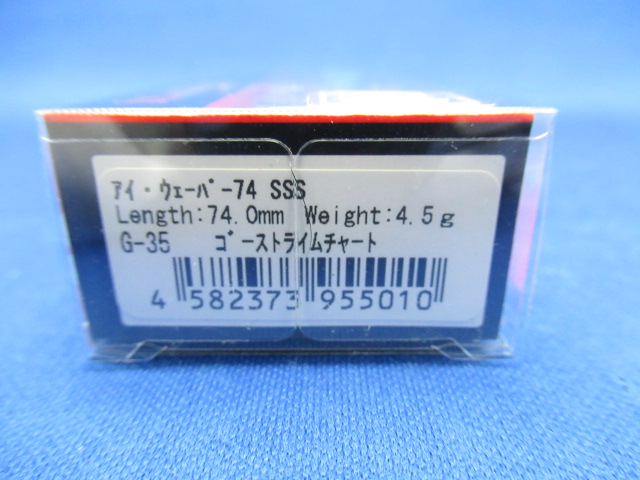 アイ・ウェーバー74 SSS
Length:74.0mm Weight:4.5g
G-35 ゴーストライムチャート
4 582373 955010